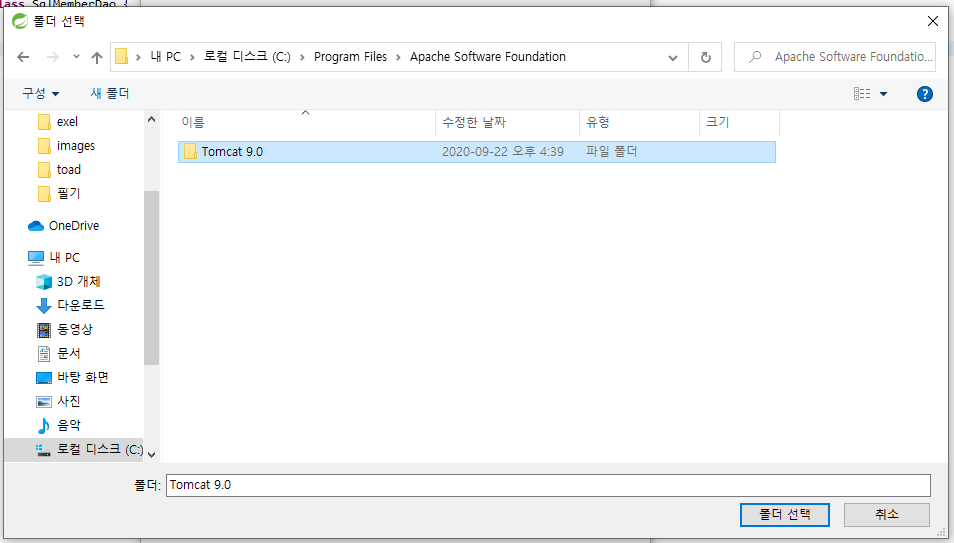 lass SqlMemberDao {
폴더 선택
내 PC > 로컬 디스크 (C:) > Program Files > Apache Software Foundation
Apache Software Foundatio...
구성
새 폴더
이름 수정한 날짜 유형 크기
Tomcat 9.0 2020-09-22 오후 4:39 파일 폴더
exel
images
toad
필기
OneDrive
내 PC
3D 개체
다운로드
동영상
문서
바탕 화면
사진
음악
로컬 디스크 (C:)
폴더: Tomcat 9.0
폴더 선택 취소